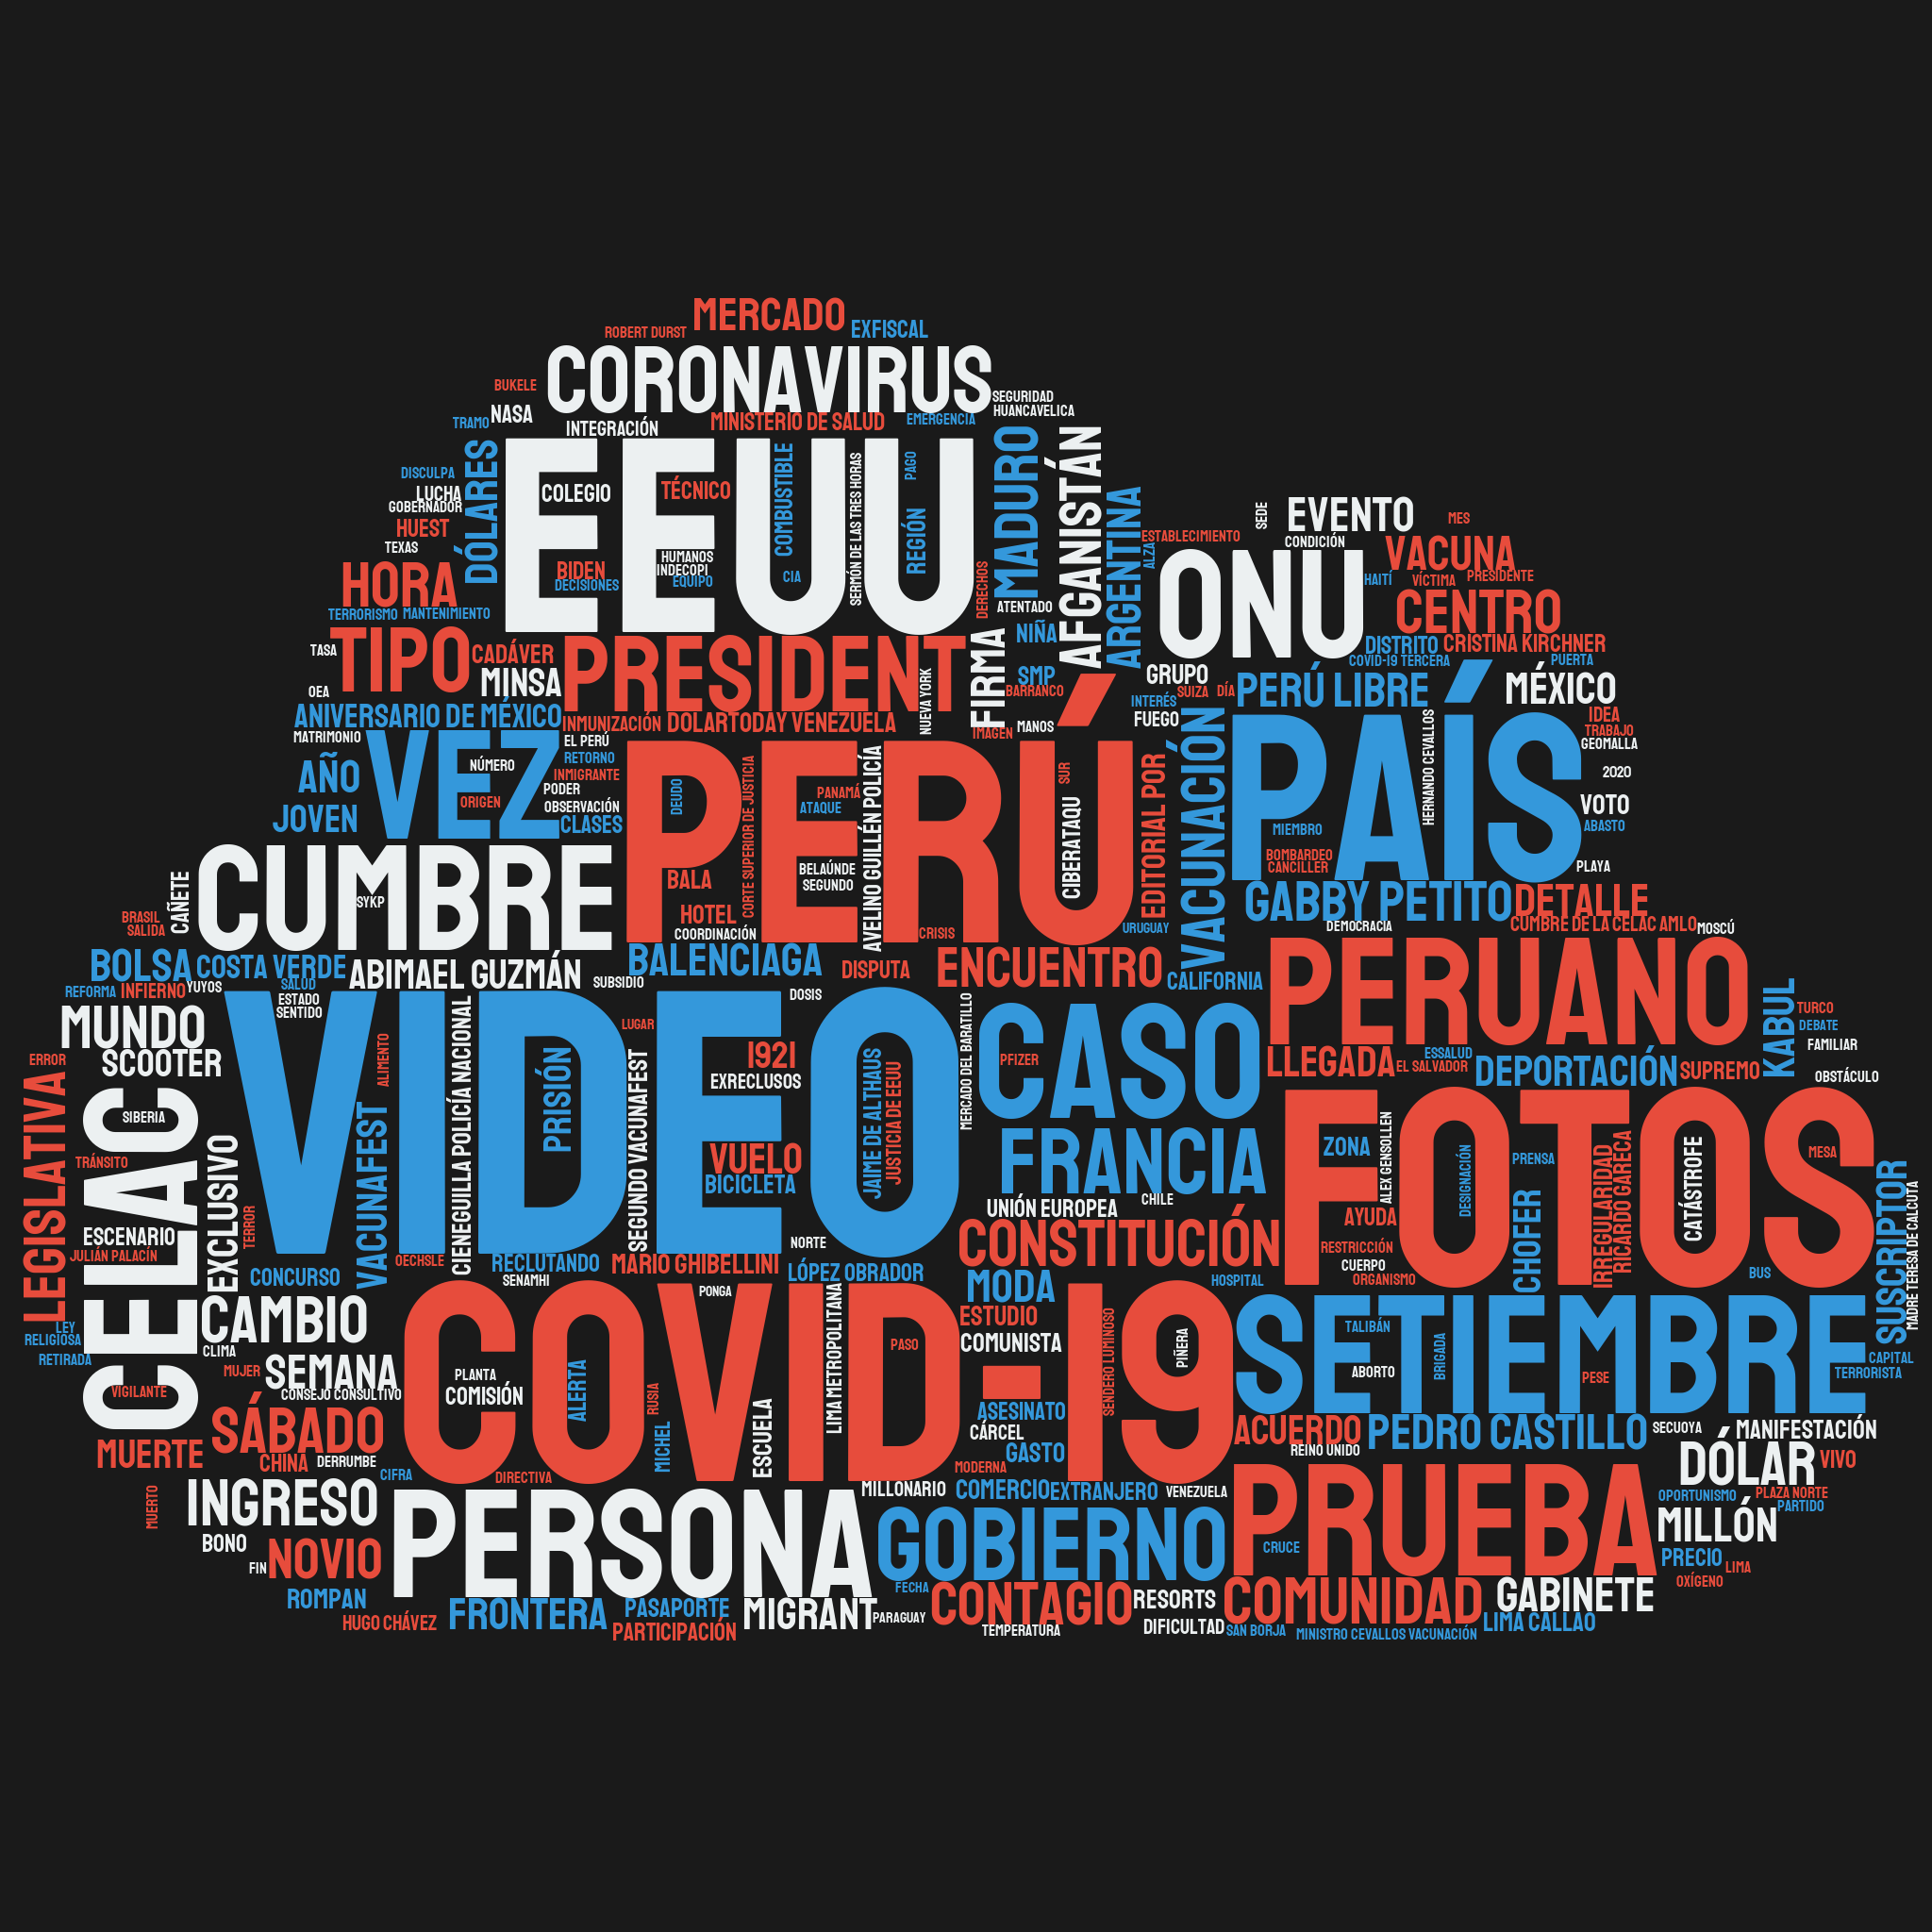 MERCADO
ROBERT DURST
EXFISCAL
CORONAVIRUS
BUKELE
SEGURIDAD
HUANCAVELICA
NASA
TRAMO
INTEGRACIÓN
MINISTERIO DE SALUD
EMERGENCIA
EEUU
DÓLARES
DISCULPA
LUCHA
GOBERNADOR
HUEST
TEXAS
COLEGIO
TÉCNICO
COMBUSTIBLE
SERMÓN DE LAS TRES HORAS
PAGO
REGIÓN
HUMANOS
INDECOPI
EQUIPO
BIDEN
DECISIONES
CIA
MADURO
AFGANISTÁN
ARGENTINA
DERECHOS
ATENTADO
ESTABLECIMIENTO
ALZA
SEDE
EVENTO
CONDICIÓN
MES
VACUNA
ONU
HAITÍ
VÍCTIMA
PRESIDENTE
CENTRO
HORA
TERRORISMO
MANTENIMIENTO
TIPO
TASA
CADÁVER
MINSA
PRESIDENT
NUEVA YORK
FIRMA
NIÑA
SMP
BARRANCO
GRUPO
DISTRITO
CRISTINA KIRCHNER
COVID-19 TERCERA
PUERTA
OEA
ANIVERSARIO DE MÉXICO
INMUNIZACIÓN
DOLARTODAY VENEZUELA
IMAGEN
MANOS
INTERÉS
SUIZA
DÍA
FUEGO
PERÚ LIBRE
MÉXICO
MATRIMONIO
AÑO
JOVEN
VEZ
NÚMERO
ORIGEN
EL PERÚ
RETORNO
INMIGRANTE
PODER
OBSERVACIÓN
CLASES
PERÚ
DEUDO
CORTE SUPERIOR DE JUSTICIA
PANAMÁ
ATAQUE
AVELINO GUILLÉN POLICÍA
SUR
CIBERATAQU
EDITORIAL POR
VACUNACIÓN
PAÍS
HERNANDO CEVALLOS
IDEA
TRABAJO
GEOMALLA
2020
VOTO
ABASTO
MIEMBRO
BOMBARDEO
CANCILLER
PLAYA
CUMBRE
SYKP
CAÑETE
BRASIL
SALIDA
BALA
HOTEL
COORDINACIÓN
BELAÚNDE
SEGUNDO
CRISIS
URUGUAY
GABBY PETITO
DETALLE
DEMOCRACIA
CUMBRE DE LA CELAC AMLO
MOSCÚ
BOLSA
COSTA VERDE
ABIMAEL GUZMÁN
SUBSIDIO
BALENCIAGA
DISPUTA
ENCUENTRO
CALIFORNIA
PERUANO
KABUL
TURCO
DEBATE
FAMILIAR
OBSTÁCULO
REFORMA
INFIERNO
YUYOS
SALUD
ESTADO
SENTIDO
DOSIS
MUNDO
SCOOTER
ERROR
VIDEO
ALIMENTO
CIENEGUILLA POLICÍA NACIONAL
PRISIÓN
LUGAR
SEGUNDO VACUNAFEST
1921
EXRECLUSOS
VUELO
BICICLETA
JAIME DE ALTHAUS
JUSTICIA DE EEUU
MERCADO DEL BARATILLO
CASO
PFIZER
LLEGADA
EL SALVADOR
ESSALUD
DEPORTACIÓN
SUPREMO
LEGISLATIVA
CELAC
SIBERIA
TRÁNSITO
EXCLUSIVO
TERROR
VACUNAFEST
ESCENARIO
JULIÁN PALACÍN
FRANCIA
UNIÓN EUROPEA
CHILE
FOTOS
ZONA
ALEX GENSOLLEN
DESIGNACIÓN
PRENSA
CHOFER
IRREGULARIDAD
RICARDO GARECA
CATÁSTROFE
MESA
SUSCRIPTOR
MADRE TERESA DE CALCUTA
AYUDA
RESTRICCIÓN
CUERPO
ORGANISMO
BUS
CONCURSO
OECHSLE
RECLUTANDO
SENAMHI
MARIO GHIBELLINI
NORTE
LÓPEZ OBRADOR
CONSTITUCIÓN
MODA
HOSPITAL
ESTUDIO
COMUNISTA
LEY
RELIGIOSA
RETIRADA
VIGILANTE
CAMBIO
CLIMA
MUJER
SEMANA
CONSEJO CONSULTIVO
COVID-19
PLANTA
COMISIÓN
ALERTA
RUSIA
MICHEL
PONGA
ESCUELA
LIMA METROPOLITANA
PASO
SENDERO LUMINOSO
PIÑERA
SETIEMBRE
TALIBÁN
ABORTO
BRIGADA
PESE
CAPITAL
TERRORISTA
ASESINATO
CÁRCEL
GASTO
MODERNA
SÁBADO
MUERTE
CHINA
DERRUMBE
CIFRA
DIRECTIVA
ACUERDO
REINO UNIDO
PEDRO CASTILLO
SECUOYA
MANIFESTACIÓN
DÓLAR
VIVO
MUERTO
INGRESO
BONO
FIN
NOVIO
ROMPAN
PERSONA
MILLONARIO
COMERCIO
EXTRANJERO
VENEZUELA
GOBIERNO
FECHA
PRUEBA
CRUCE
OPORTUNISMO
PLAZA NORTE
PARTIDO
MILLÓN
PRECIO
LIMA
OXÍGENO
HUGO CHÁVEZ
FRONTERA
PASAPORTE
PARTICIPACIÓN
MIGRANT
PARAGUAY
CONTAGIO
TEMPERATURA
RESORTS
DIFICULTAD
COMUNIDAD
SAN BORJA
MINISTRO CEVALLOS VACUNACIÓN
GABINETE
LIMA CALLAO